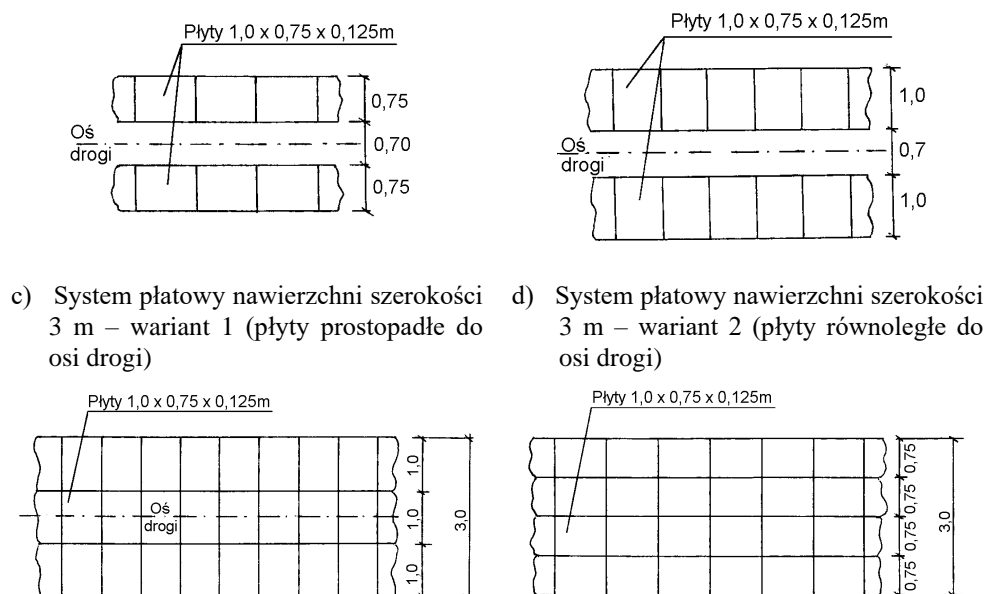 Płyty 1,0 x 0,75 x 0,125m
0,75
Oś
drogi
0,70
0,75
Płyty 1,0 x 0,75 x 0,125m
1,0
Oś
drogi
0,7
1,0
c) System płatowy nawierzchni szerokości
3 m – wariant 1 (płyty prostopadłe do
osi drogi)
d) System płatowy nawierzchni szerokości
3 m – wariant 2 (płyty równoległe do
osi drogi)
Płyty 1,0 x 0,75 x 0,125m
1,0
Oś
drogi
1,0
3,0
1,0
Płyty 1,0 x 0,75 x 0,125m
0,75
0,75
0,75
3,0
0,75